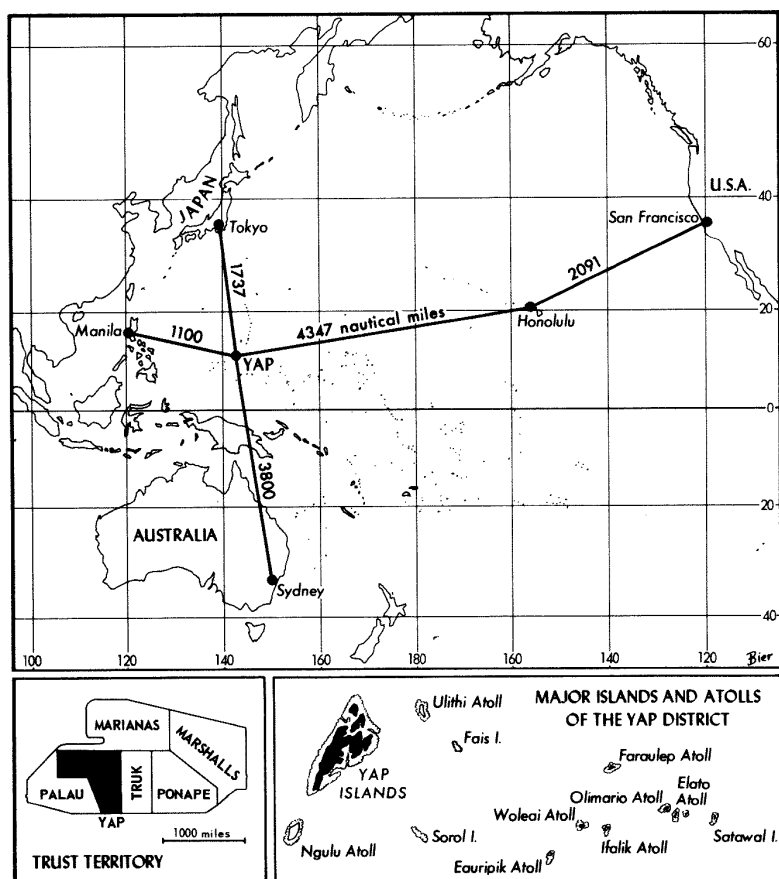 60
40
20
0
20
40
100
120
140
160
180
160
140
120
JAPAN
Tokyo
U.S.A.
San Francisco
1737
2091
Manila
1100
4347 nautical miles
Honolulu
YAP
3800
AUSTRALIA
Sydney
Bier
MARIANAS
MARSHALLS
PALAU
TRUK
PONAPE
YAP
1000 miles
TRUST TERRITORY
MAJOR ISLANDS AND ATOLLS
OF THE YAP DISTRICT
Ulithi Atoll
Fais I.
YAP
ISLANDS
Faraulep Atoll
Elato
Atoll
Olimario Atoll
Woleai Atoll
Ngulu Atoll
Sorol I.
Ifalik Atoll
Satawal I.
Eauripik Atoll